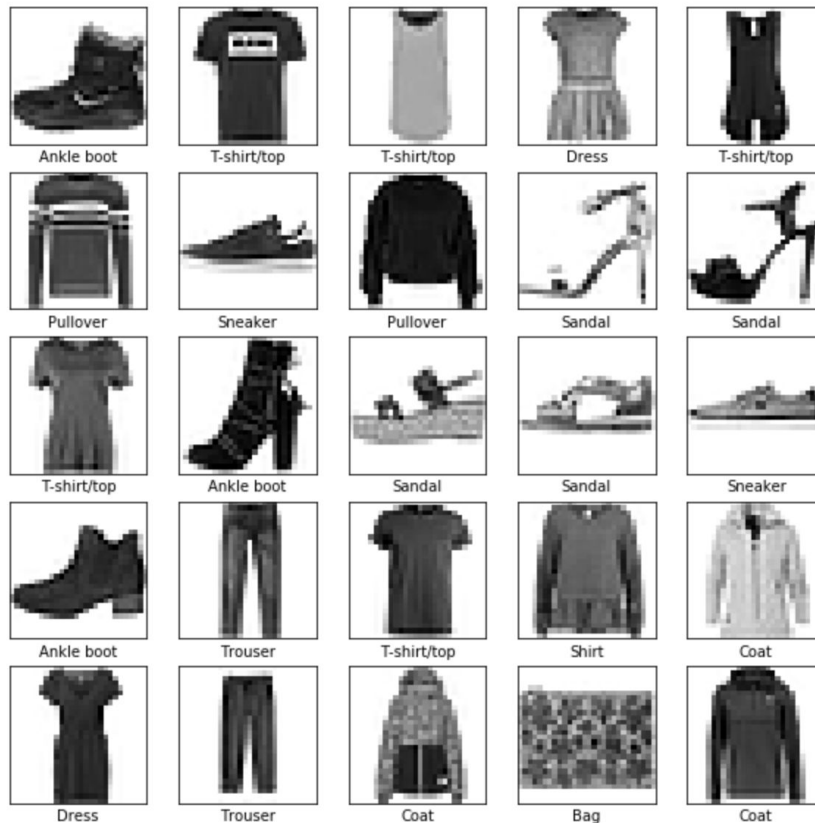 Ankle boot T-shirt/top T-shirt/top Dress T-shirt/top
Pullover Sneaker Pullover Sandal Sandal
T-shirt/top Ankle boot Sandal Sandal Sneaker
Ankle boot Trouser T-shirt/top Shirt Coat
Dress Trouser Coat Bag Coat